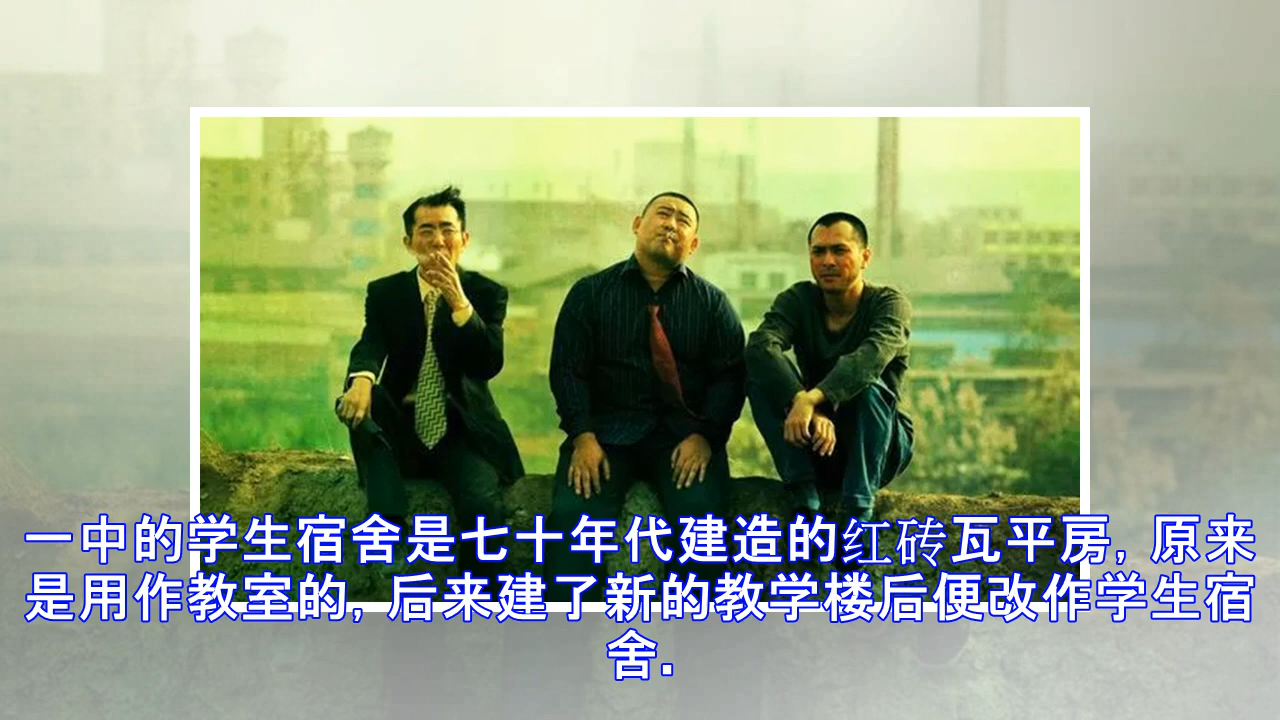 一中的学生宿舍是七十年代建造的红砖瓦平房, 原来
是用作教室的, 后来建了新的教学楼后便改作学生宿
舍.